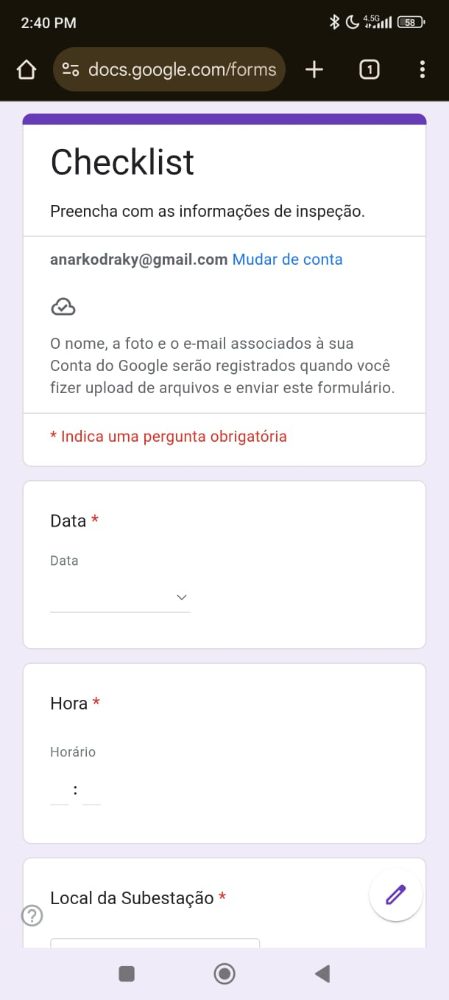 2:40 PM
4.5G
58
docs.google.com/forms
1
Checklist
Preencha com as informações de inspeção.
anarkodraky@gmail.com Mudar de conta
O nome, a foto e o e-mail associados à sua
Conta do Google serão registrados quando você
fizer upload de arquivos e enviar este formulário.
* Indica uma pergunta obrigatória
Data *
Data
Hora *
Horário
:
Local da Subestação *
?